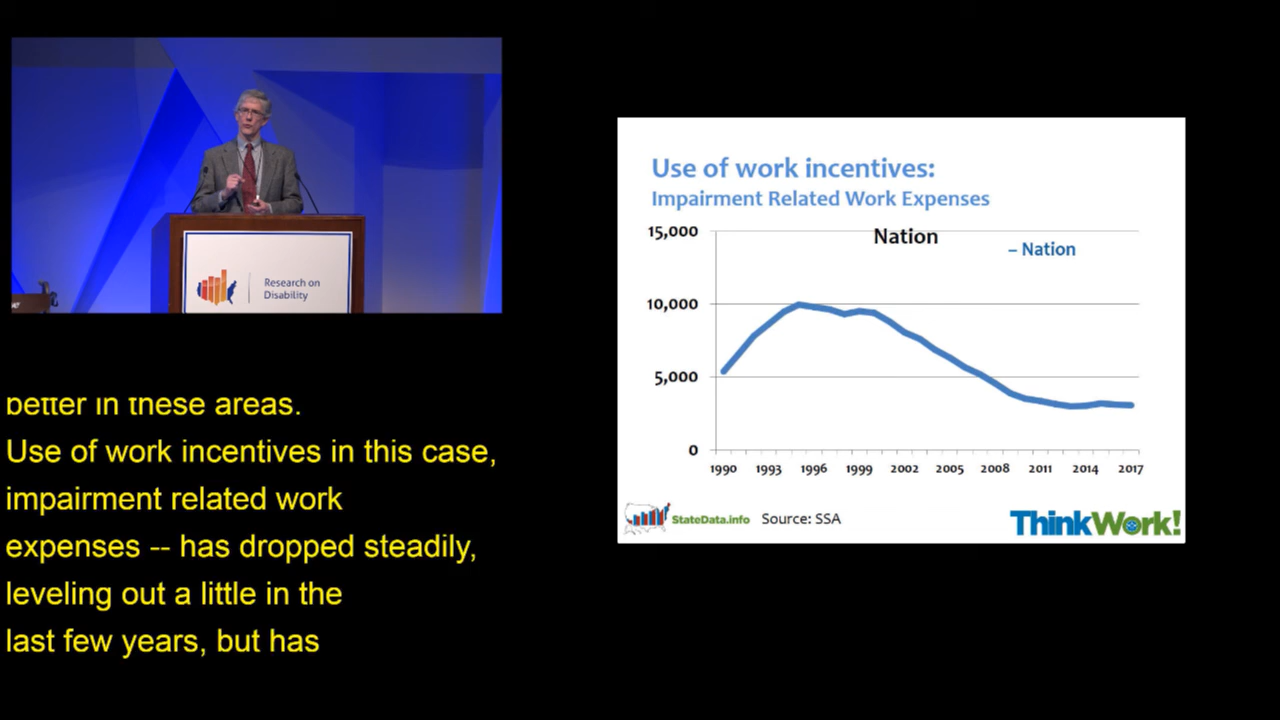 Research on
Disability
better in these areas.
Use of work incentives in this case,
impairment related work
expenses -- has dropped steadily,
leveling out a little in the
last few years, but has
Use of work incentives:
Impairment Related Work Expenses
Nation
– Nation
15,000
10,000
5,000
0
1990 1993 1996 1999 2002 2005 2008 2011 2014 2017
StateData.info Source: SSA ThinkWork!